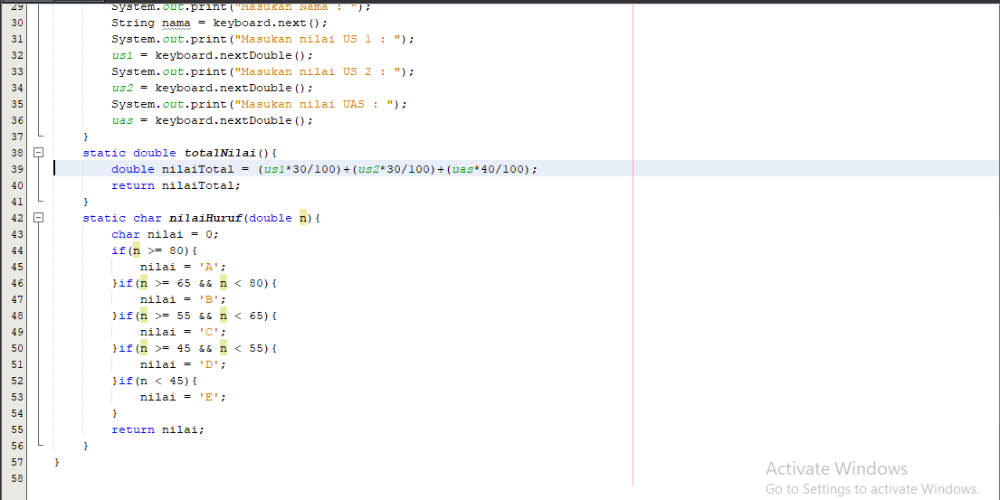 29 System.out.print("Masukan Nama : ");
30 String nama = keyboard.next();
31 System.out.print("Masukan nilai US 1 : ");
32 us1 = keyboard.nextDouble();
33 System.out.print("Masukan nilai US 2 : ");
34 us2 = keyboard.nextDouble();
35 System.out.print("Masukan nilai UAS : ");
36 uas = keyboard.nextDouble();
37 }
38 static double totalNilai(){
39 double nilaiTotal = (us1*30/100)+(us2*30/100)+(uas*40/100);
40 return nilaiTotal;
41 }
42 static char nilaiHuruf(double n){
43 char nilai = 0;
44 if(n >= 80){
45 nilai = 'A';
46 }if(n >= 65 && n < 80){
47 nilai = 'B';
48 }if(n >= 55 && n < 65){
49 nilai = 'C';
50 }if(n >= 45 && n < 55){
51 nilai = 'D';
52 }if(n < 45){
53 nilai = 'E';
54 }
55 return nilai;
56 }
57 }
58
Activate Windows
Go to Settings to activate Windows.